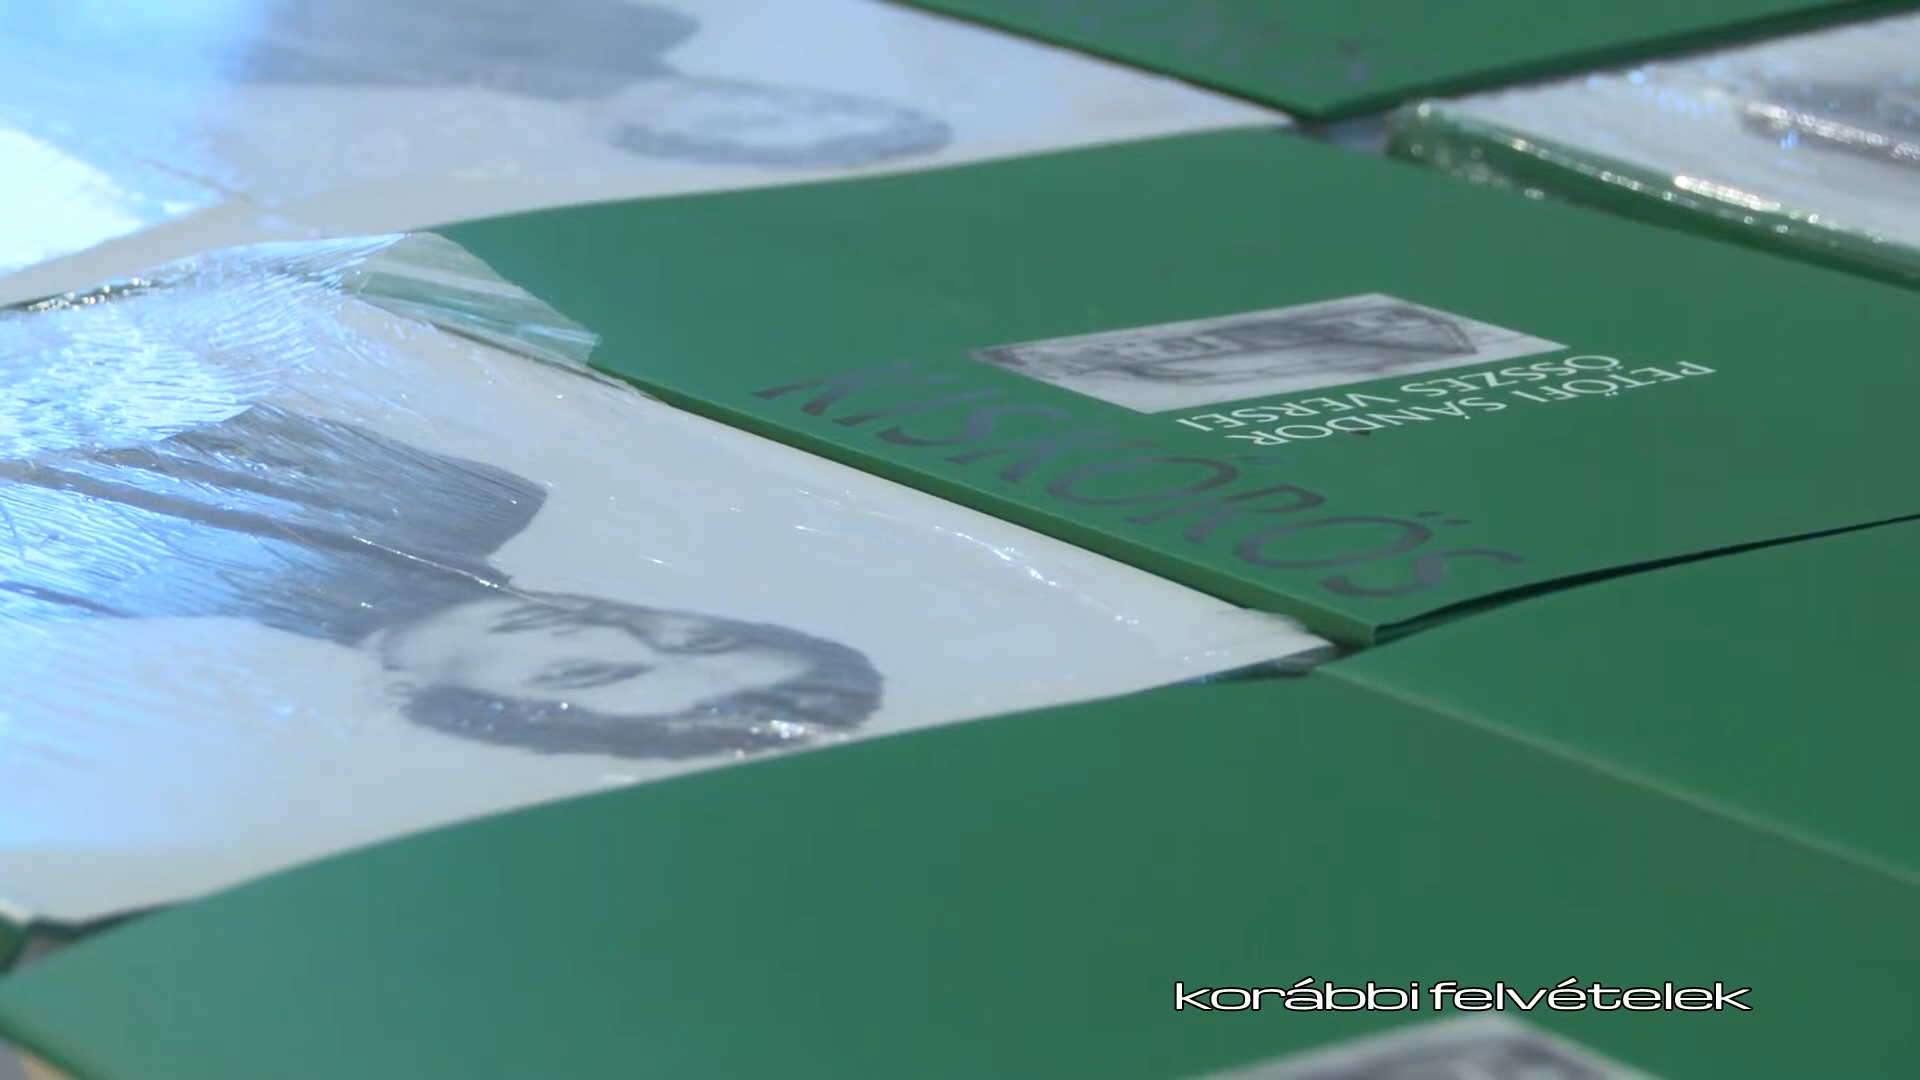 PETŐFI SÁNDOR
ÖSSZES VERSEI
KISKŐRÖS
korábbi felvételek